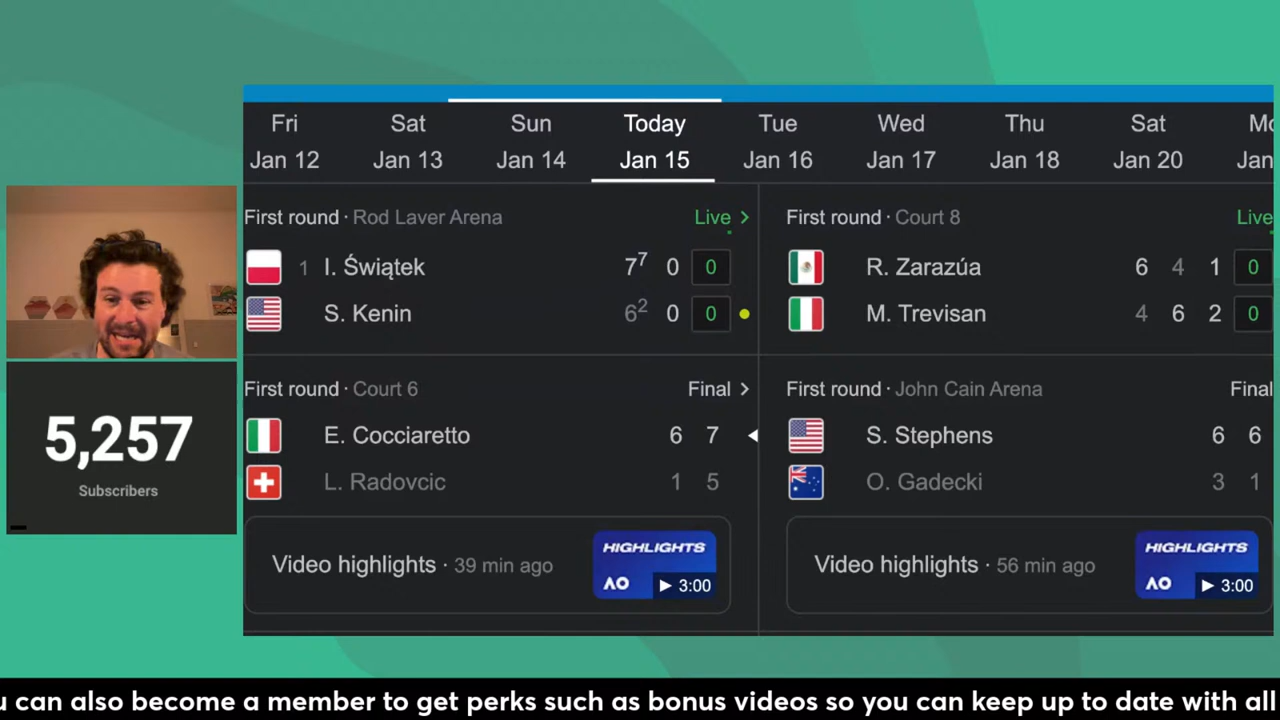 Fri Sat Sun Today Tue Wed Thu Sat Mo
Jan 12 Jan 13 Jan 14 Jan 15 Jan 16 Jan 17 Jan 18 Jan 20 Jan
First round · Rod Laver Arena Live
1 I. Świątek 7⁷ 0 0
S. Kenin 6² 0 0
First round · Court 8 Live
R. Zarazúa 6 4 1 0
M. Trevisan 4 6 2 0
First round · Court 6 Final
E. Cocciaretto 6 7
L. Radovcic 1 5
Video highlights · 39 min ago
HIGHLIGHTS
AO 3:00
First round · John Cain Arena Final
S. Stephens 6 6
O. Gadecki 3 1
Video highlights · 56 min ago
HIGHLIGHTS
AO 3:00
5,257
Subscribers
u can also become a member to get perks such as bonus videos so you can keep up to date with all